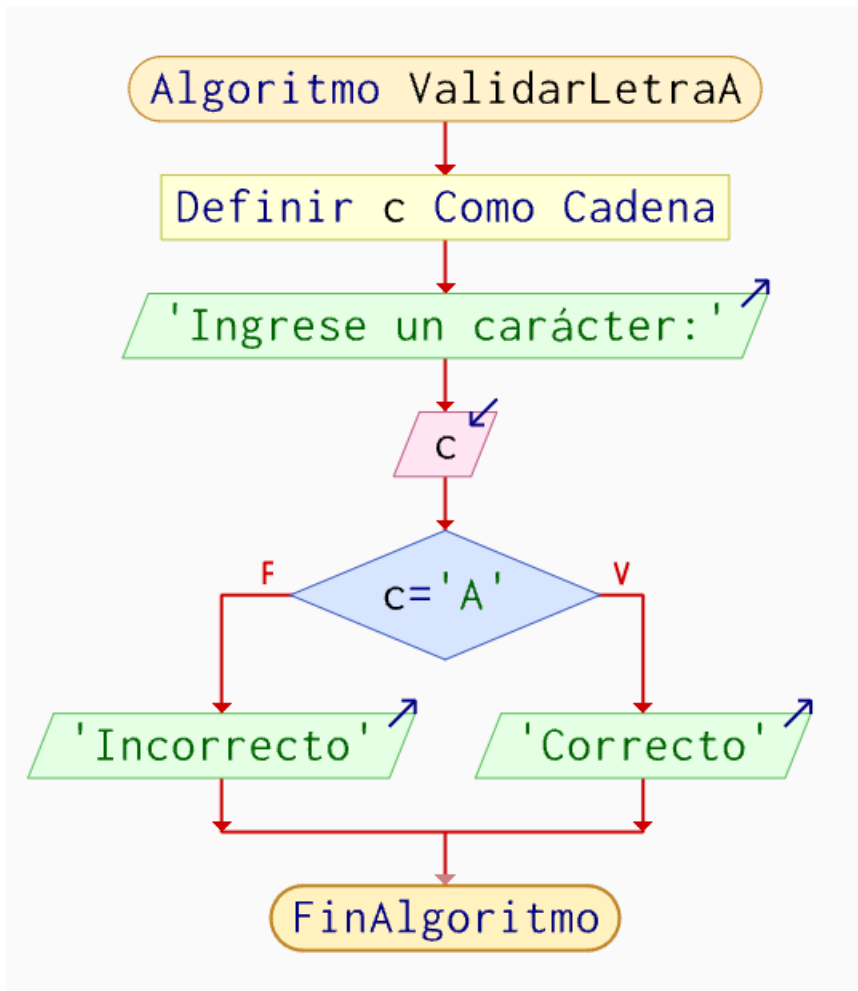 Algoritmo ValidarLetraA
Definir c Como Cadena
'Ingrese un carácter:'
c
c='A'
F
V
'Incorrecto'
'Correcto'
FinAlgoritmo